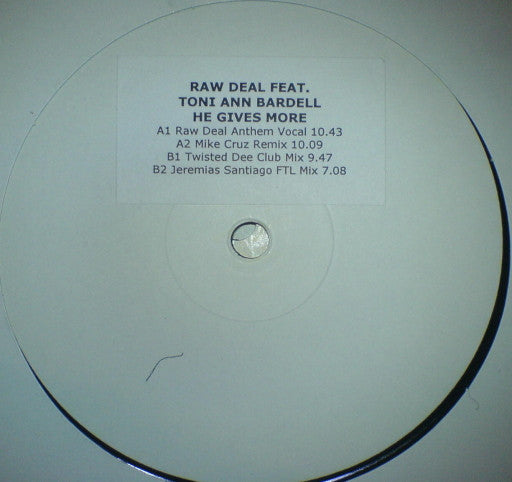 RAW DEAL FEAT.
TONI ANN BARDELL
HE GIVES MORE
A1 Raw Deal Anthem Vocal 10.43
A2 Mike Cruz Remix 10.09
B1 Twisted Dee Club Mix 9.47
B2 Jeremias Santiago FTL Mix 7.08